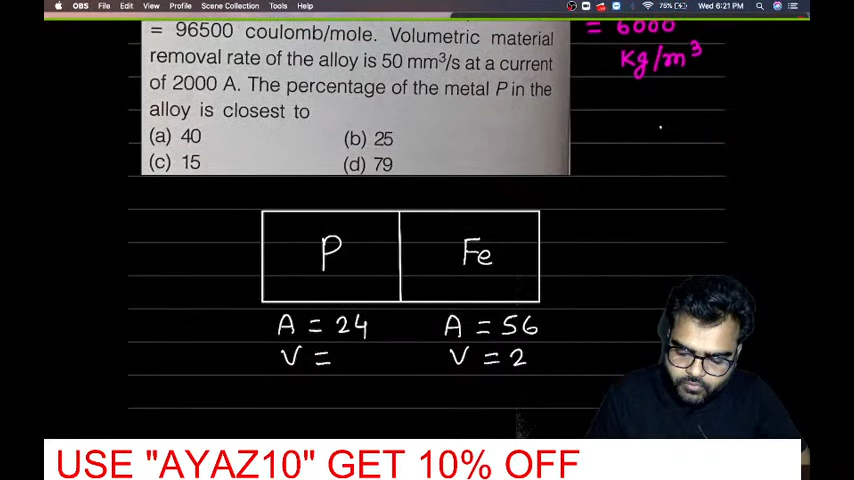 OBS File Edit View Profile Scene Collection Tools Help 75% Wed 6:21 PM
= 96500 coulomb/mole. Volumetric material
removal rate of the alloy is 50 mm³/s at a current
of 2000 A. The percentage of the metal P in the
alloy is closest to
(a) 40 (b) 25
(c) 15 (d) 79
= 6000
Kg/m³
P Fe
A = 24 A = 56
V = V = 2
USE "AYAZ10" GET 10% OFF